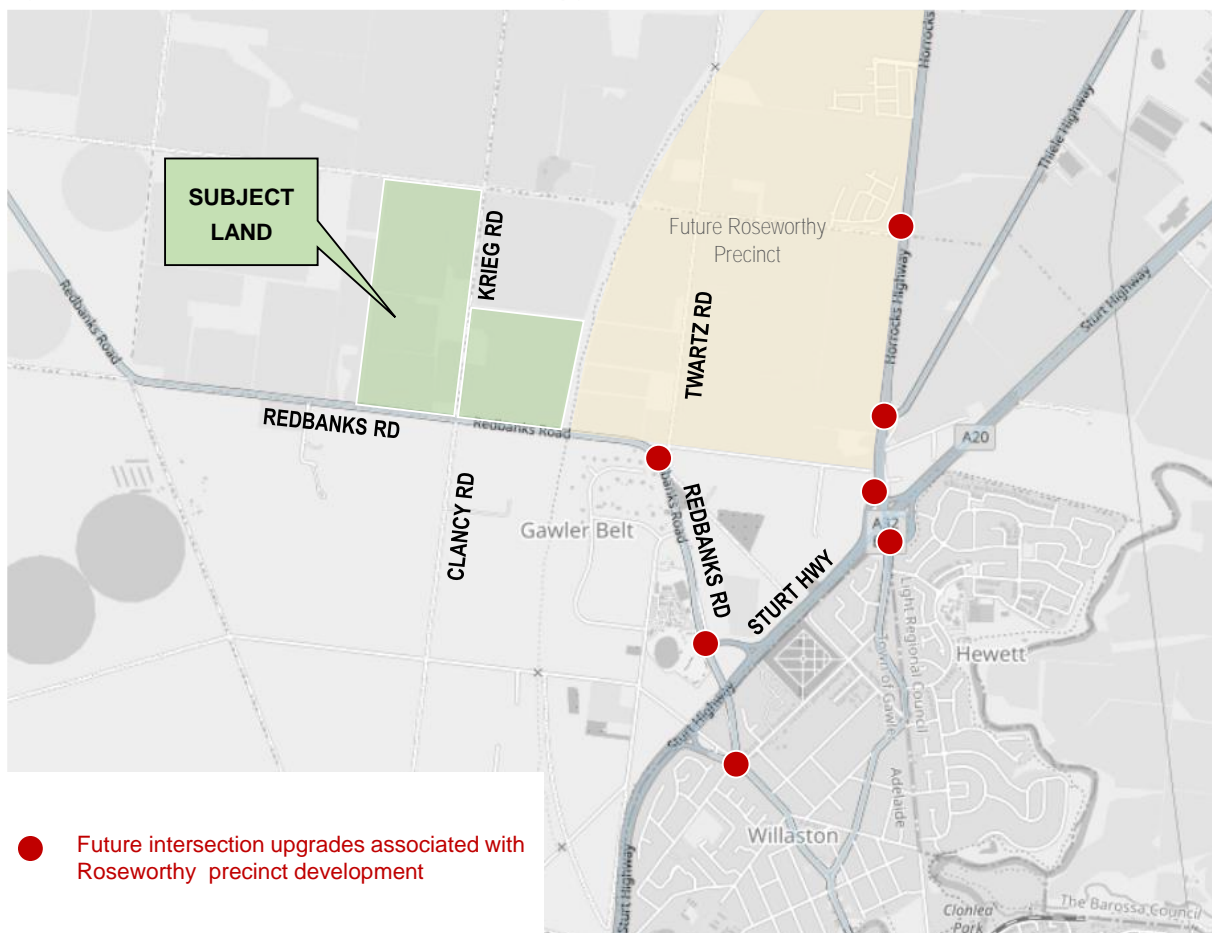 Horrocks
Thiele Highway
SUBJECT
LAND
KRIEG RD
Future Roseworthy
Precinct
Horrocks Highway
Sturt Highway
TWARTZ RD
Redbanks Road
REDBANKS RD
Redbanks Road
A20
CLANCY RD
Gawler Belt
banks Road
REDBANKS RD
A32
STURT HWY
Light Regional Council
Town of Gawler
Hewett
Sturt Highway
Adelaide
Willaston
Future intersection upgrades associated with
Roseworthy precinct development
Sturt Highway
Clonlea
Park
The Barossa Council